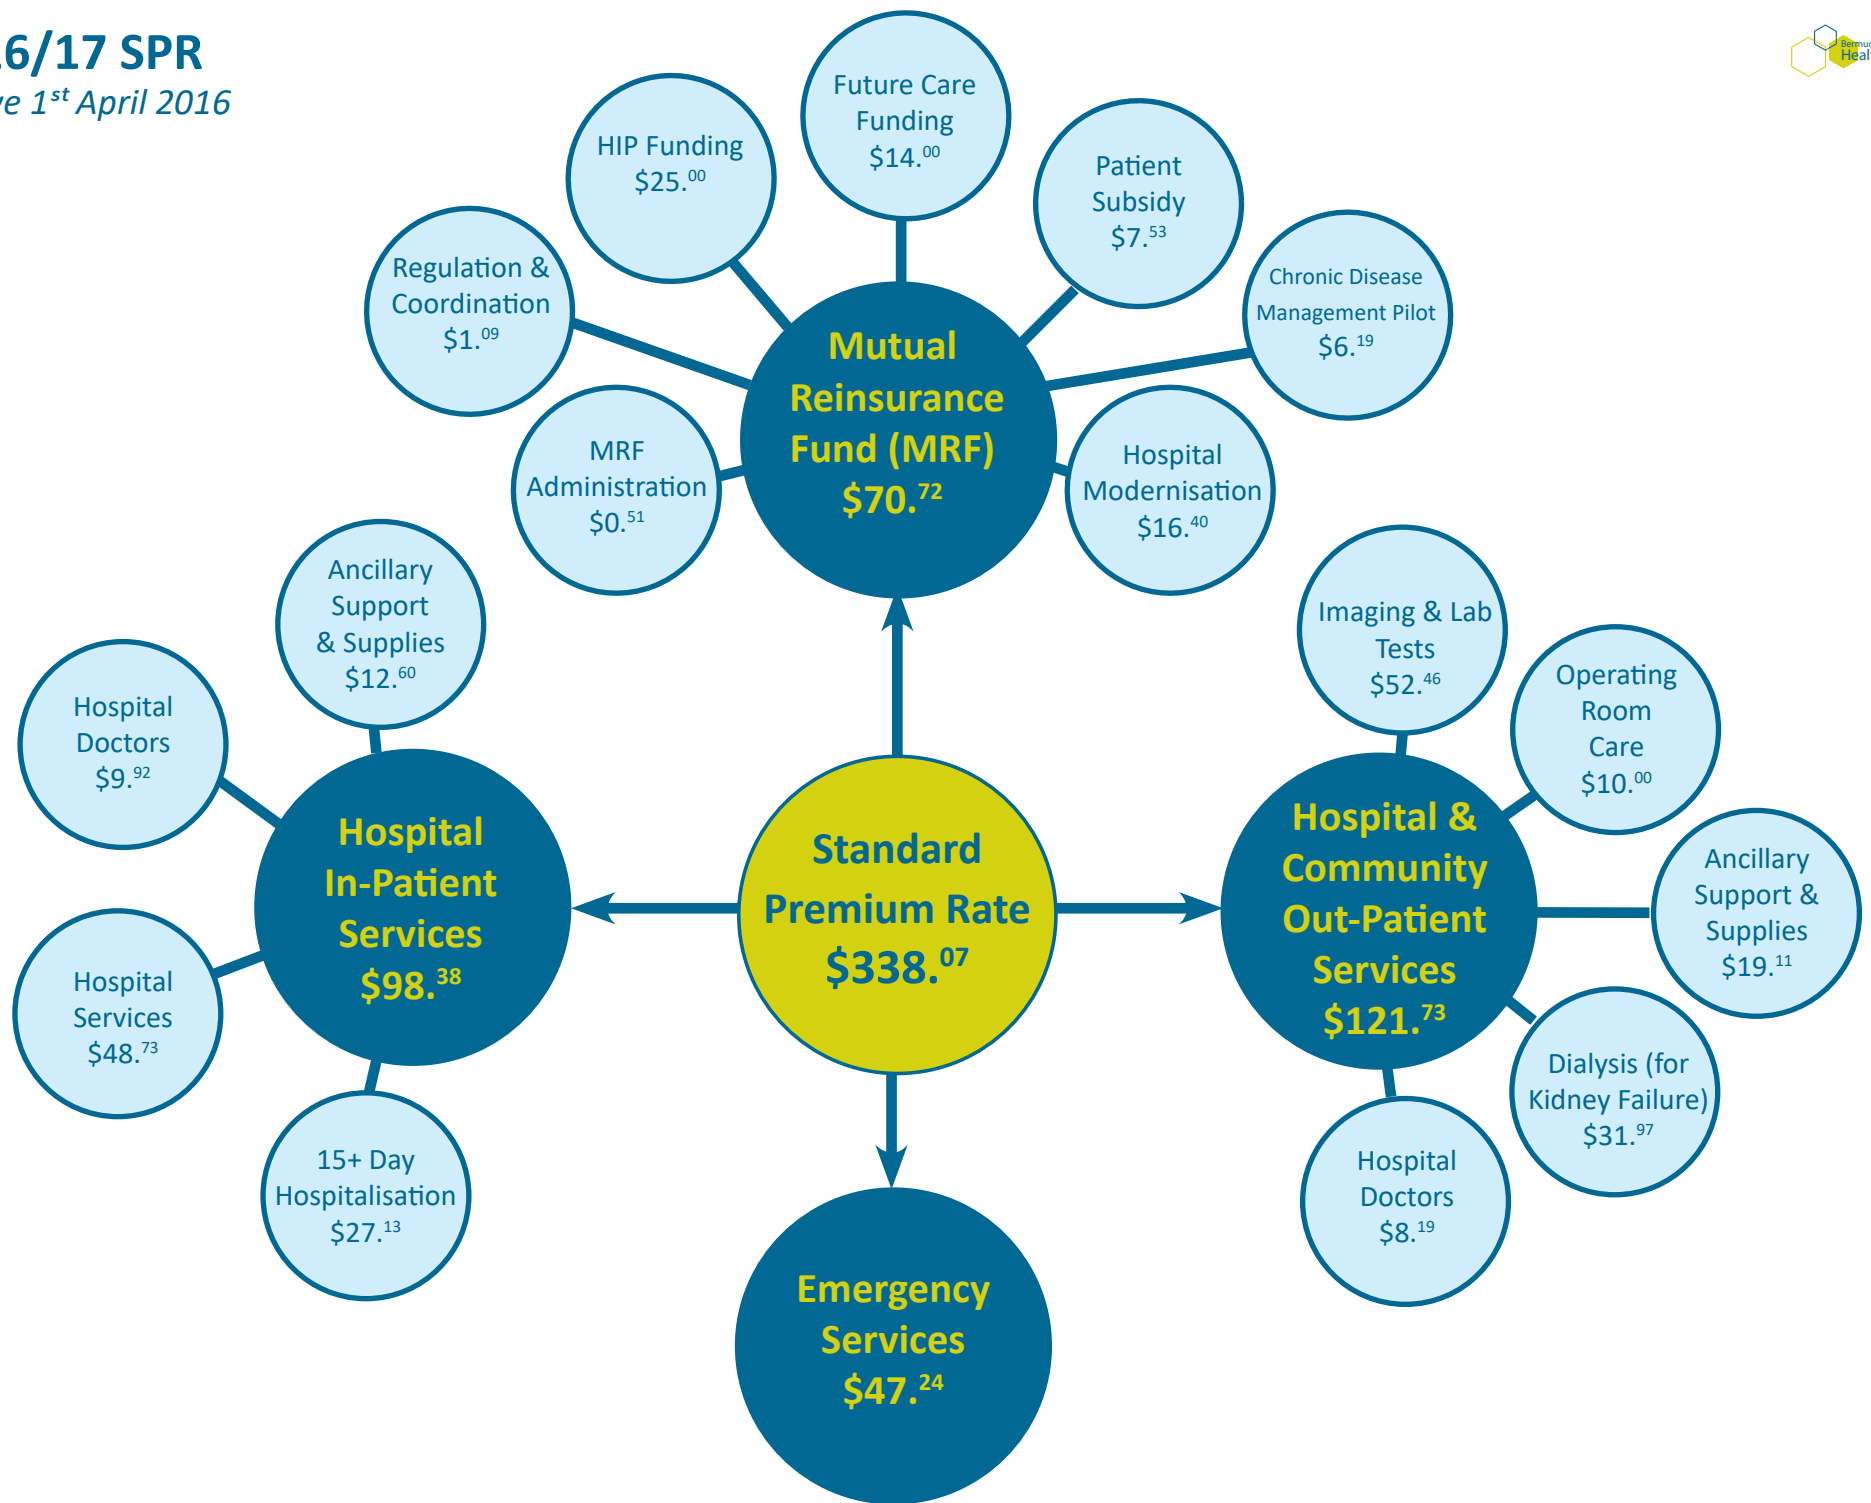 6/17 SPR
e 1st April 2016
Future Care
Funding
$14.00
HIP Funding
$25.00
Patient
Subsidy
$7.53
Regulation &
Coordination
$1.09
Chronic Disease
Management Pilot
$6.19
Mutual
Reinsurance
Fund (MRF)
$70.72
MRF
Administration
$0.51
Hospital
Modernisation
$16.40
Ancillary
Support
& Supplies
$12.60
Hospital
Doctors
$9.92
Hospital
In-Patient
Services
$98.38
Hospital
Services
$48.73
15+ Day
Hospitalisation
$27.13
Standard
Premium Rate
$338.07
Imaging & Lab
Tests
$52.46
Operating
Room
Care
$10.00
Hospital &
Community
Out-Patient
Services
$121.73
Ancillary
Support &
Supplies
$19.11
Dialysis (for
Kidney Failure)
$31.97
Hospital
Doctors
$8.19
Emergency
Services
$47.24